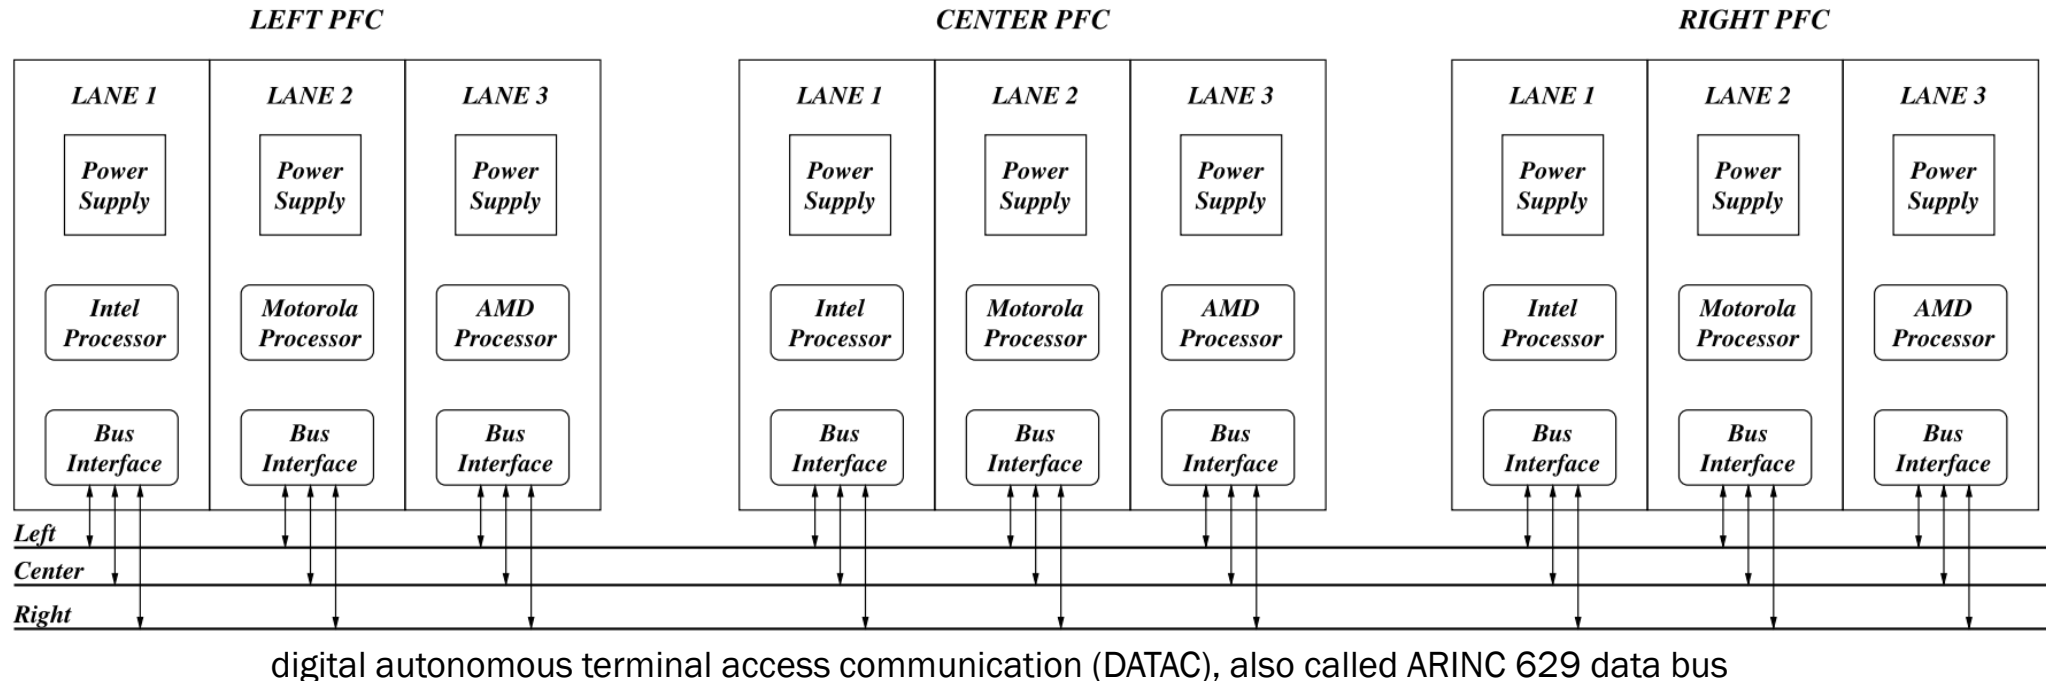 LEFT PFC
CENTER PFC
RIGHT PFC
LANE 1
LANE 2
LANE 3
LANE 1
LANE 2
LANE 3
LANE 1
LANE 2
LANE 3
Power
Supply
Power
Supply
Power
Supply
Power
Supply
Power
Supply
Power
Supply
Power
Supply
Power
Supply
Power
Supply
Intel
Processor
Motorola
Processor
AMD
Processor
Intel
Processor
Motorola
Processor
AMD
Processor
Intel
Processor
Motorola
Processor
AMD
Processor
Bus
Interface
Bus
Interface
Bus
Interface
Bus
Interface
Bus
Interface
Bus
Interface
Bus
Interface
Bus
Interface
Bus
Interface
Left
Center
Right
digital autonomous terminal access communication (DATAC), also called ARINC 629 data bus